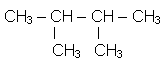 CH₃ – CH – CH – CH₃
CH₃ CH₃